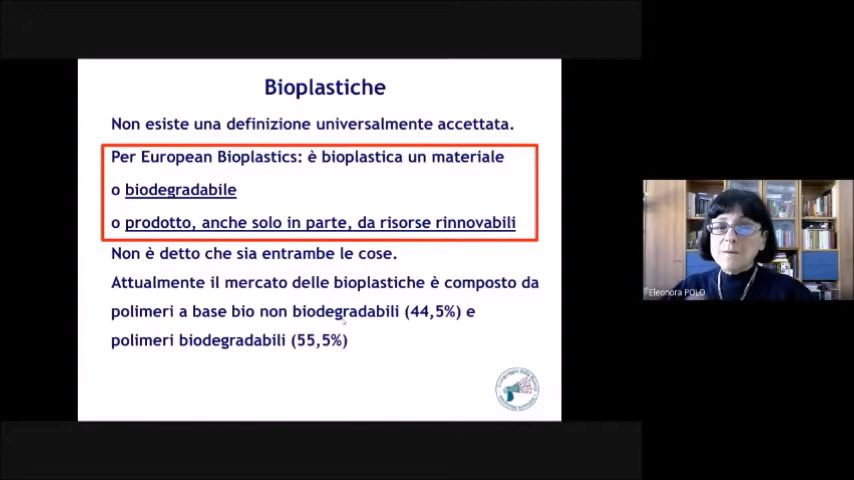 Bioplastiche
Non esiste una definizione universalmente accettata.
Per European Bioplastics: è bioplastica un materiale
o biodegradabile
o prodotto, anche solo in parte, da risorse rinnovabili
Non è detto che sia entrambe le cose.
Attualmente il mercato delle bioplastiche è composto da
polimeri a base bio non biodegradabili (44,5%) e
polimeri biodegradabili (55,5%)
Eleonora POLO